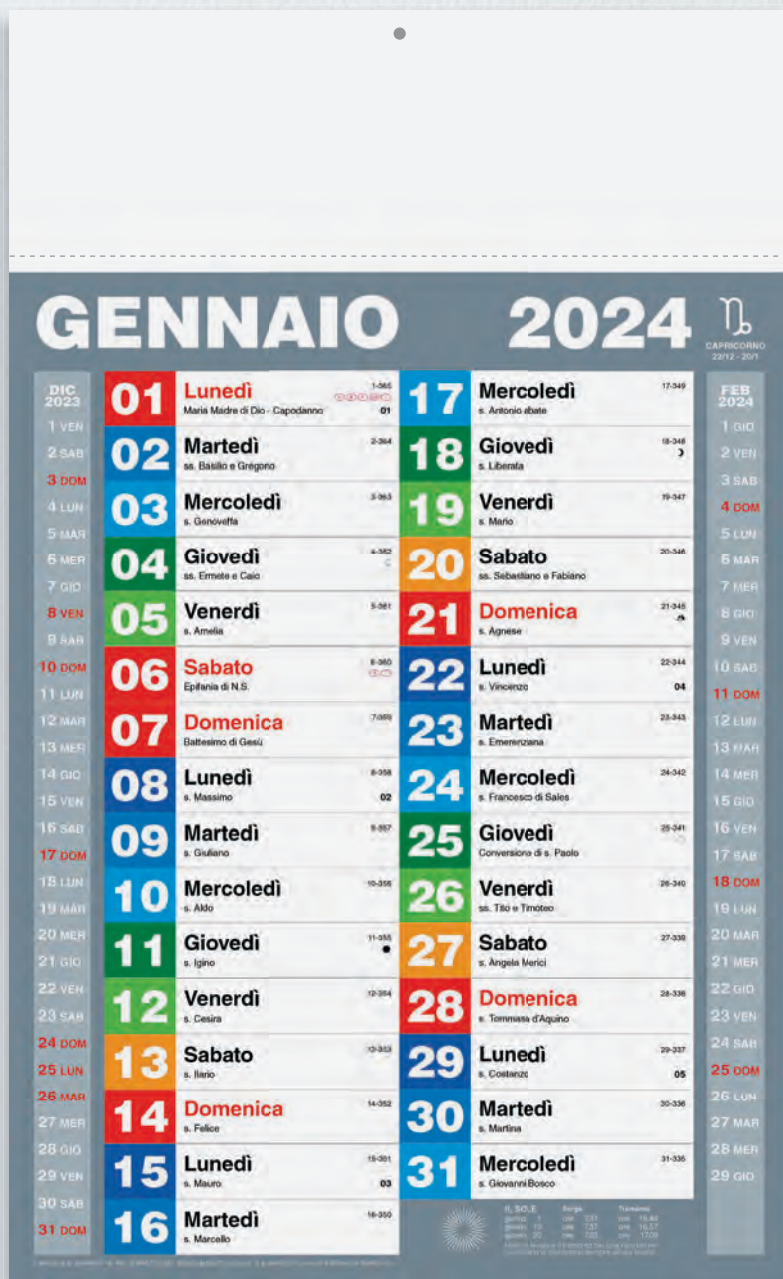 GENNAIO 2024
CAPRICORNO
22/12 - 20/1
DIC
2023
1 VEN
2 SAB
3 DOM
4 LUN
5 MAR
6 MER
7 GIO
8 VEN
9 SAB
10 DOM
11 LUN
12 MAR
13 MER
14 GIO
15 VEN
16 SAB
17 DOM
18 LUN
19 MAR
20 MER
21 GIO
22 VEN
23 SAB
24 DOM
25 LUN
26 MAR
27 MER
28 GIO
29 VEN
30 SAB
31 DOM
01 Lunedì 1-365
Maria Madre di Dio - Capodanno 01
02 Martedì 2-364
ss. Basilio e Gregorio
03 Mercoledì 3-363
s. Genoveffa
04 Giovedì 4-362
ss. Ermete e Caio
05 Venerdì 5-361
s. Amelia
06 Sabato 6-360
Epifania di N.S.
07 Domenica 7-359
Battesimo di Gesù
08 Lunedì 8-358
s. Massimo 02
09 Martedì 9-357
s. Giuliano
10 Mercoledì 10-356
s. Aldo
11 Giovedì 11-355
s. Igino
12 Venerdì 12-354
s. Cesira
13 Sabato 13-353
s. Ilario
14 Domenica 14-352
s. Felice
15 Lunedì 15-351
s. Mauro 03
16 Martedì 16-350
s. Marcello
17 Mercoledì 17-349
s. Antonio abate
18 Giovedì 18-348
s. Liberata
19 Venerdì 19-347
s. Mario
20 Sabato 20-346
ss. Sebastiano e Fabiano
21 Domenica 21-345
s. Agnese
22 Lunedì 22-344
s. Vincenzo 04
23 Martedì 23-343
s. Emerenziana
24 Mercoledì 24-342
s. Francesco di Sales
25 Giovedì 25-341
Conversione di s. Paolo
26 Venerdì 26-340
ss. Tito e Timoteo
27 Sabato 27-339
s. Angela Merici
28 Domenica 28-338
s. Tommaso d'Aquino
29 Lunedì 29-337
s. Costanzo 05
30 Martedì 30-336
s. Martina
31 Mercoledì 31-335
s. Giovanni Bosco
IL SOLE Sorge Tramonta
FEB
2024
1 GIO
2 VEN
3 SAB
4 DOM
5 LUN
6 MAR
7 MER
8 GIO
9 VEN
10 SAB
11 DOM
12 LUN
13 MAR
14 MER
15 GIO
16 VEN
17 SAB
18 DOM
19 LUN
20 MAR
21 MER
22 GIO
23 VEN
24 SAB
25 DOM
26 LUN
27 MAR
28 MER
29 GIO